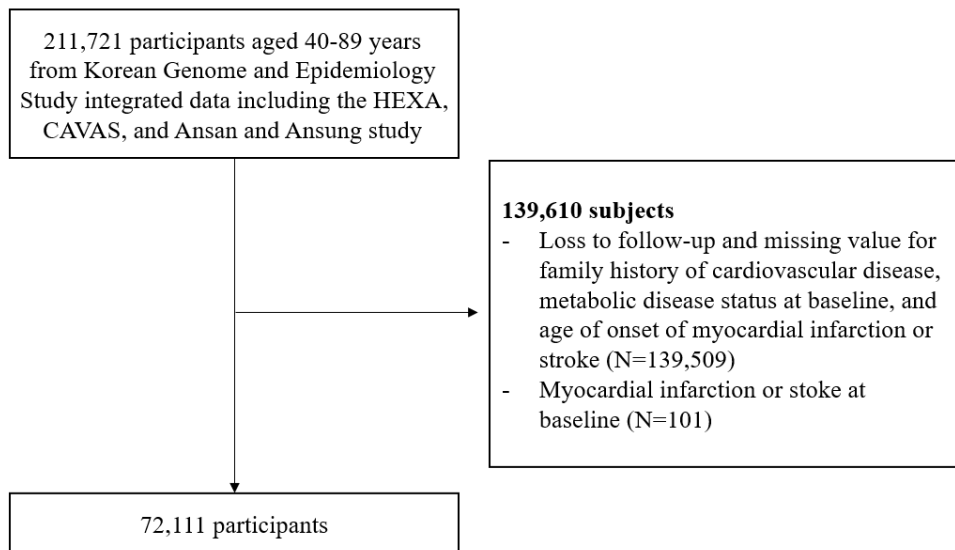 211,721 participants aged 40-89 years
from Korean Genome and Epidemiology
Study integrated data including the HEXA,
CAVAS, and Ansan and Ansung study
139,610 subjects
- Loss to follow-up and missing value for
family history of cardiovascular disease,
metabolic disease status at baseline, and
age of onset of myocardial infarction or
stroke (N=139,509)
- Myocardial infarction or stoke at
baseline (N=101)
72,111 participants